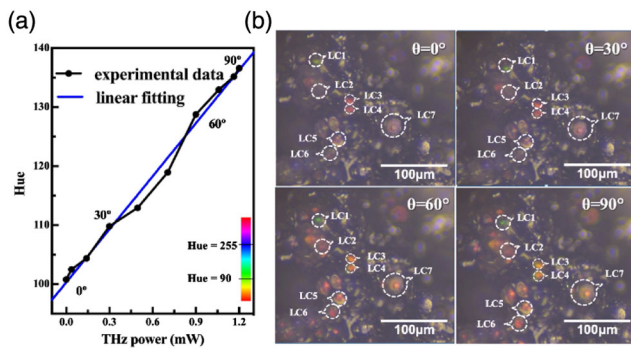 (a)
140
130
120
110
100
Hue
experimental data
linear fitting
90°
60°
30°
0°
Hue = 255
Hue = 90
0.0 0.3 0.6 0.9 1.2
THz power (mW)
(b)
θ=0°
LC1
LC2
LC3
LC4
LC5
LC6
LC7
100μm
θ=30°
LC1
LC2
LC3
LC4
LC5
LC6
LC7
100μm
θ=60°
LC1
LC2
LC3
LC4
LC5
LC6
LC7
100μm
θ=90°
LC1
LC2
LC3
LC4
LC5
LC6
LC7
100μm